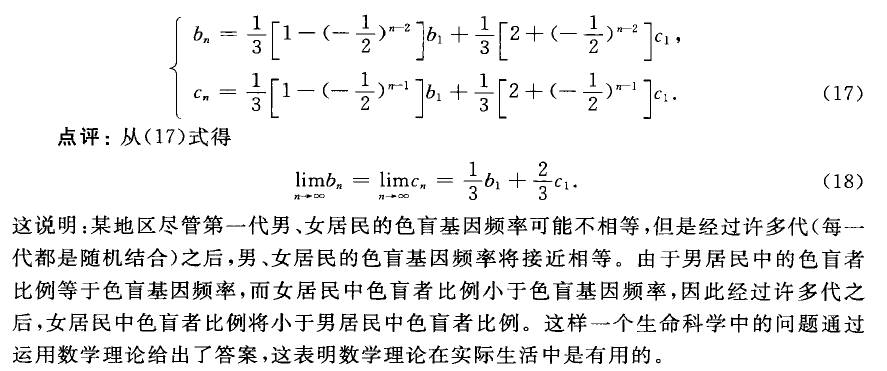 b_n = \frac{1}{3}\left[1-(-\frac{1}{2})^{n-2}\right]b_1 + \frac{1}{3}\left[2+(-\frac{1}{2})^{n-2}\right]c_1,
c_n = \frac{1}{3}\left[1-(-\frac{1}{2})^{n-1}\right]b_1 + \frac{1}{3}\left[2+(-\frac{1}{2})^{n-1}\right]c_1. (17)
点评:从(17)式得
\lim_{n→∞} b_n = \lim_{n→∞} c_n = \frac{1}{3}b_1 + \frac{2}{3}c_1. (18)
这说明:某地区尽管第一代男、女居民的色盲基因频率可能不相等,但是经过许多代(每一
代都是随机结合)之后,男、女居民的色盲基因频率将接近相等。由于男居民中的色盲者
比例等于色盲基因频率,而女居民中色盲者比例小于色盲基因频率,因此经过许多代之
后,女居民中色盲者比例将小于男居民中色盲者比例。这样一个生命科学中的问题通过
运用数学理论给出了答案,这表明数学理论在实际生活中是有用的。